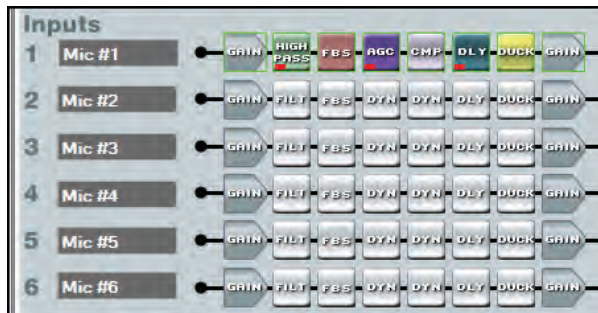 Inputs
1 Mic #1 GAIN HIGH PASS FBS AGC CMP DLY DUCK GAIN
2 Mic #2 GAIN FILT FBS DYN DYN DLY DUCK GAIN
3 Mic #3 GAIN FILT FBS DYN DYN DLY DUCK GAIN
4 Mic #4 GAIN FILT FBS DYN DYN DLY DUCK GAIN
5 Mic #5 GAIN FILT FBS DYN DYN DLY DUCK GAIN
6 Mic #6 GAIN FILT FBS DYN DYN DLY DUCK GAIN